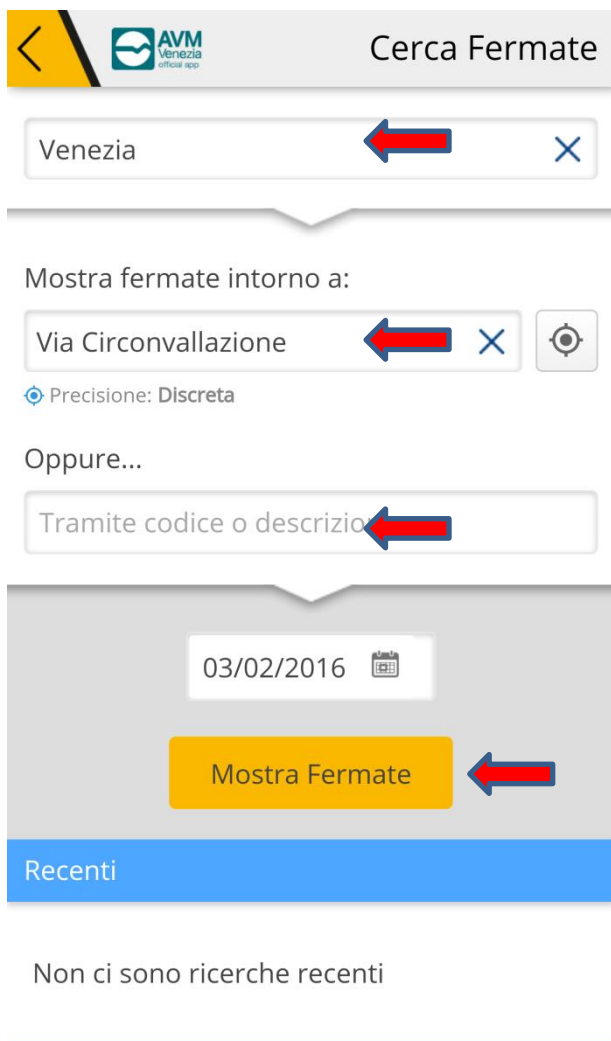 AVM
Venezia
official app
Cerca Fermate
Venezia
Mostra fermate intorno a:
Via Circonvallazione
Precisione: Discreta
Oppure...
Tramite codice o descrizio
03/02/2016
Mostra Fermate
Recenti
Non ci sono ricerche recenti